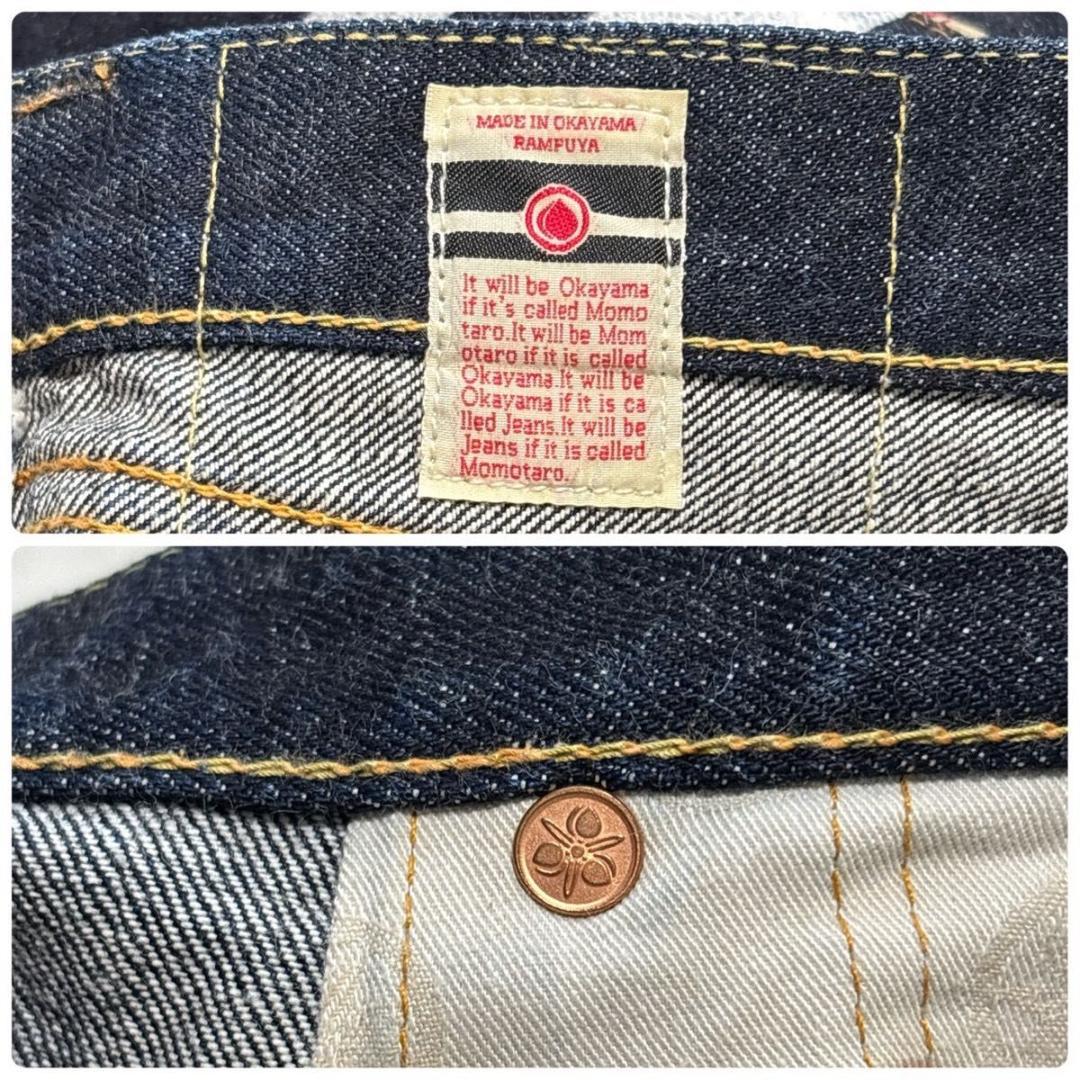 MADE IN OKAYAMA
RAMPUYA
It will be Okayama
if it's called Momo
taro.It will be Mom
otaro if it is called
Okayama.It will be
Okayama if it is ca
lled Jeans.It will be
Jeans if it is called
Momotaro.